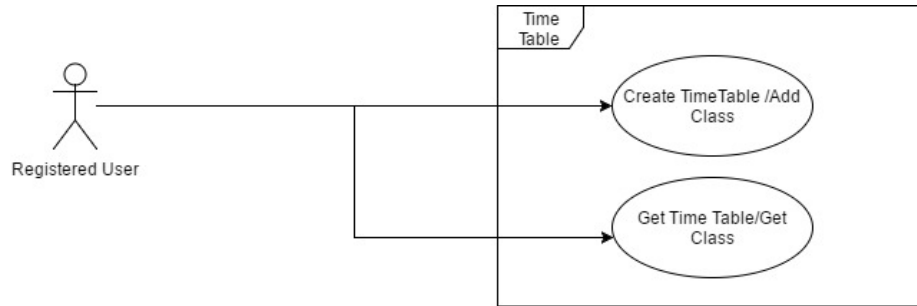 Time
Table
Create TimeTable /Add
Class
Registered User
Get Time Table/Get
Class